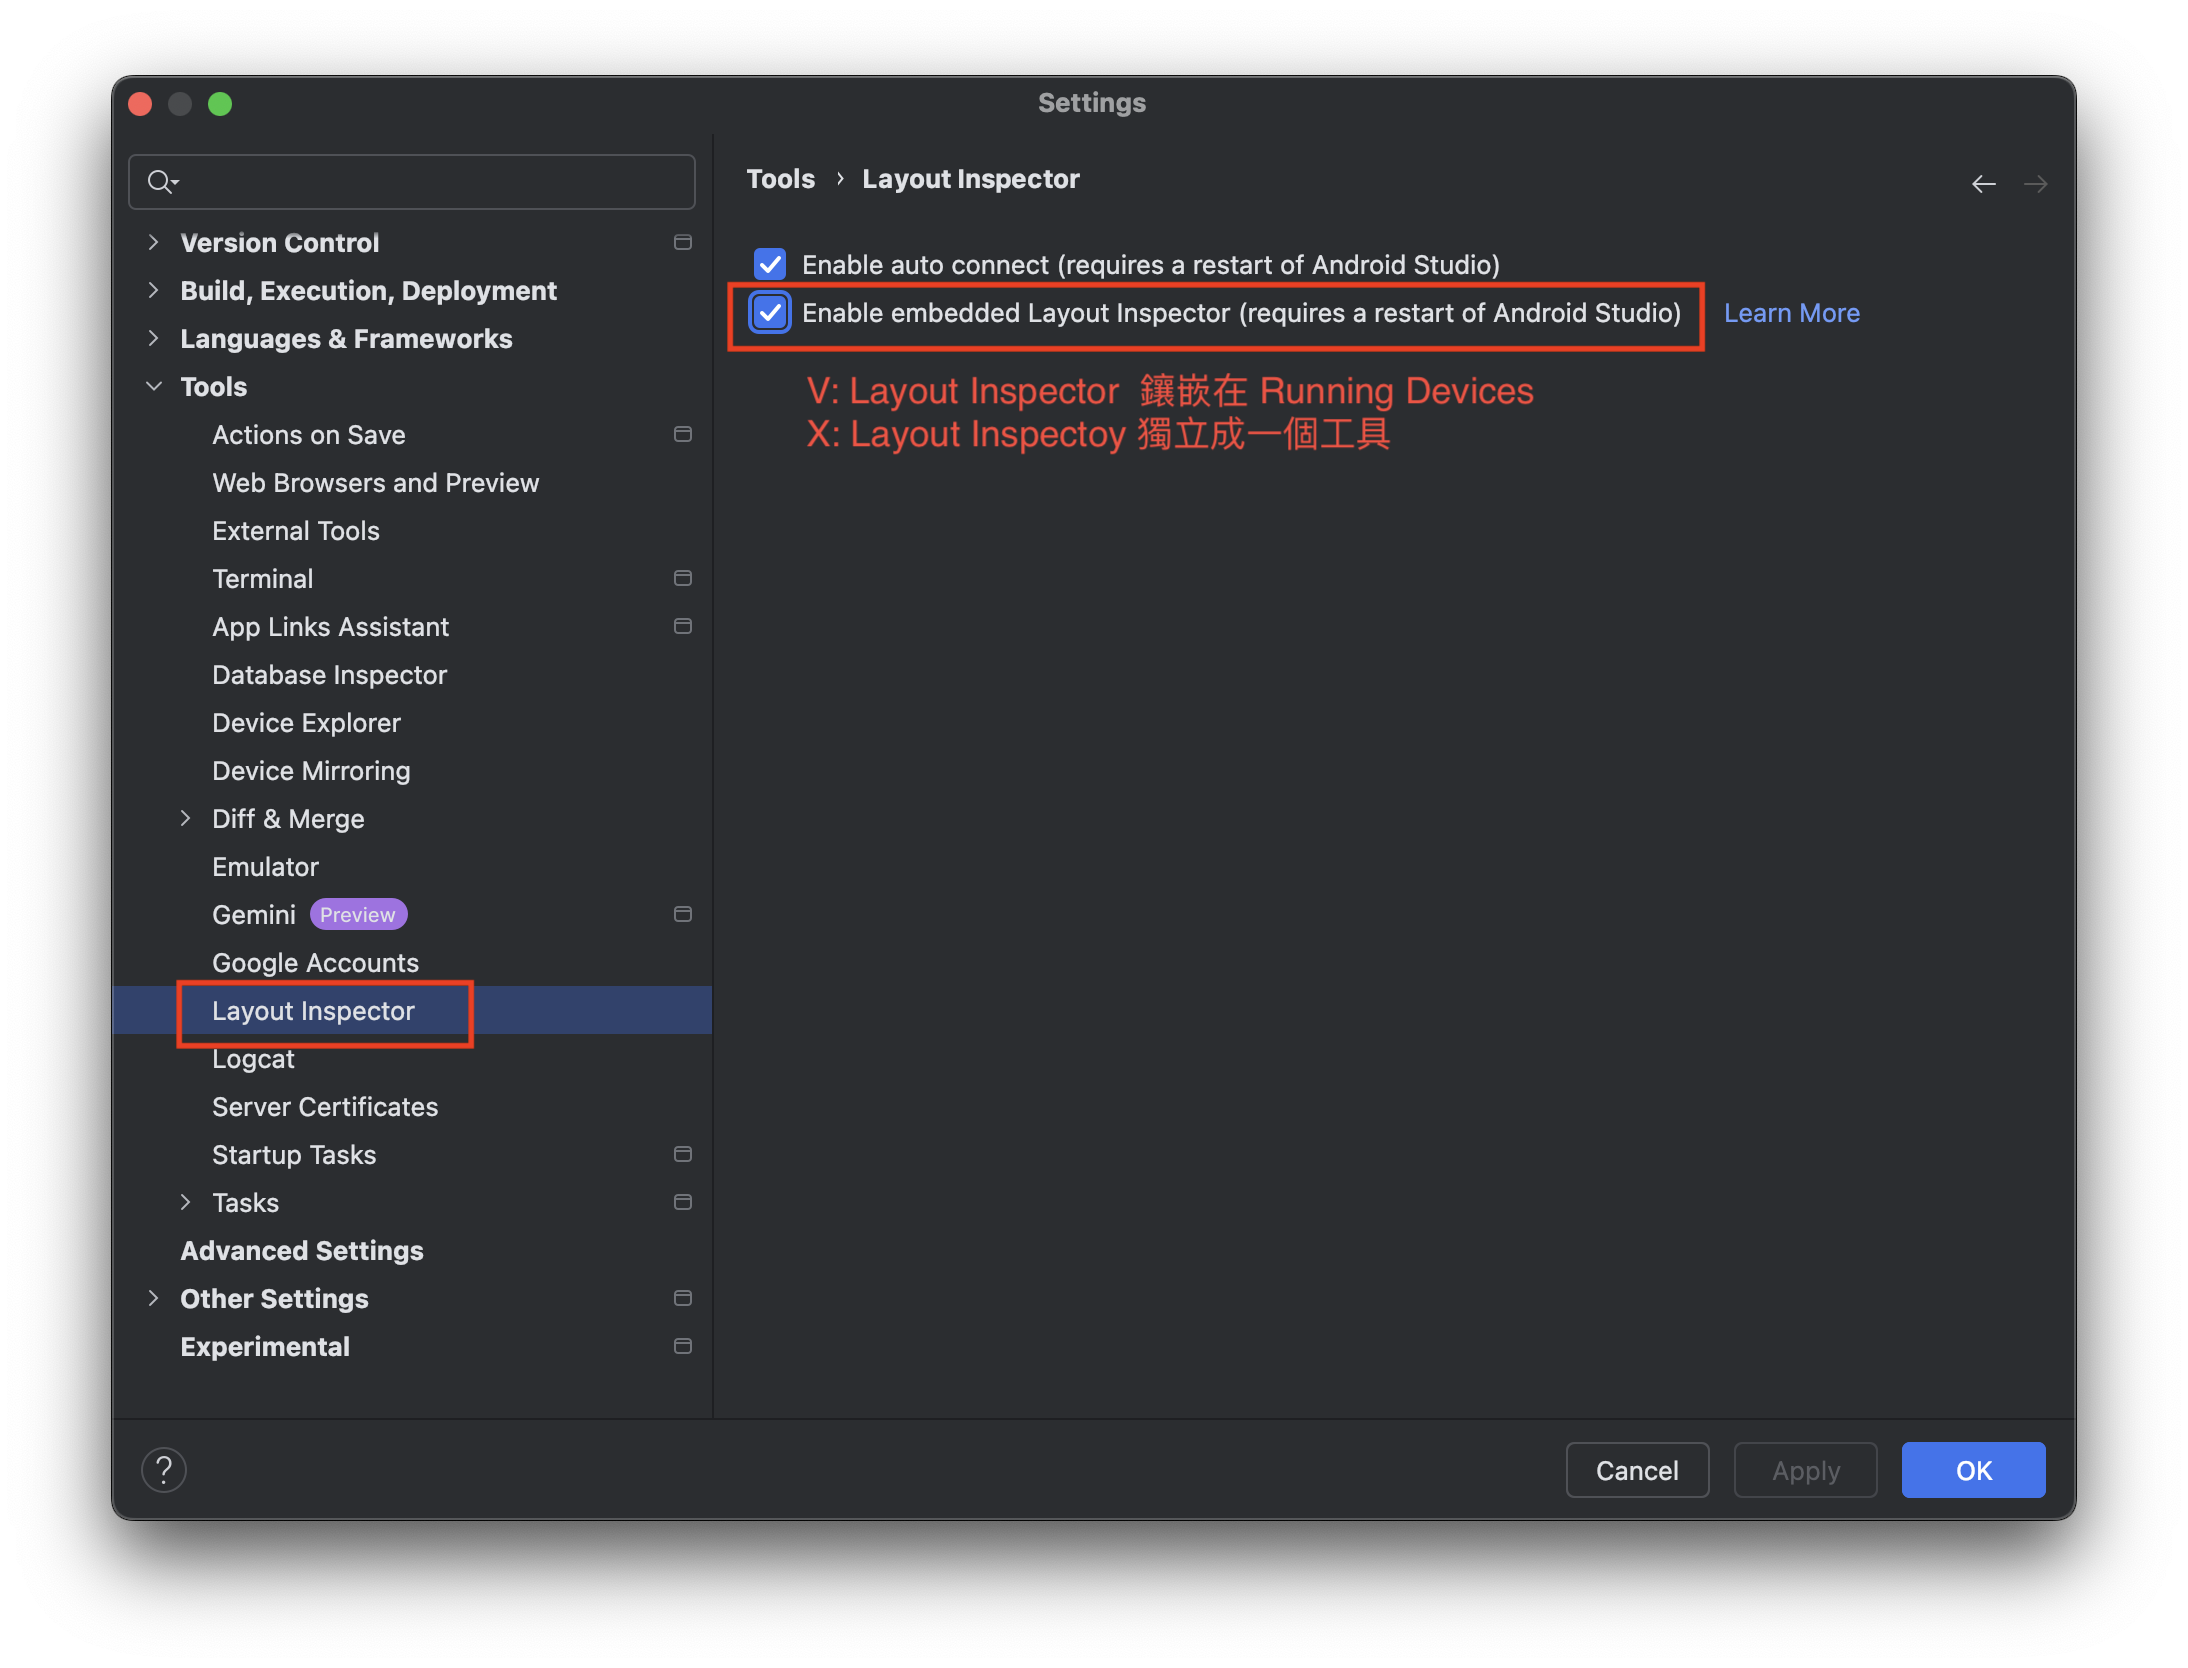 Settings
Version Control
Build, Execution, Deployment
Languages & Frameworks
Tools
Actions on Save
Web Browsers and Preview
External Tools
Terminal
App Links Assistant
Database Inspector
Device Explorer
Device Mirroring
Diff & Merge
Emulator
Gemini Preview
Google Accounts
Layout Inspector
Logcat
Server Certificates
Startup Tasks
Tasks
Advanced Settings
Other Settings
Experimental
Tools › Layout Inspector
Enable auto connect (requires a restart of Android Studio)
Enable embedded Layout Inspector (requires a restart of Android Studio) Learn More
V: Layout Inspector 鑲嵌在 Running Devices
X: Layout Inspectoy 獨立成一個工具
?
Cancel
Apply
OK